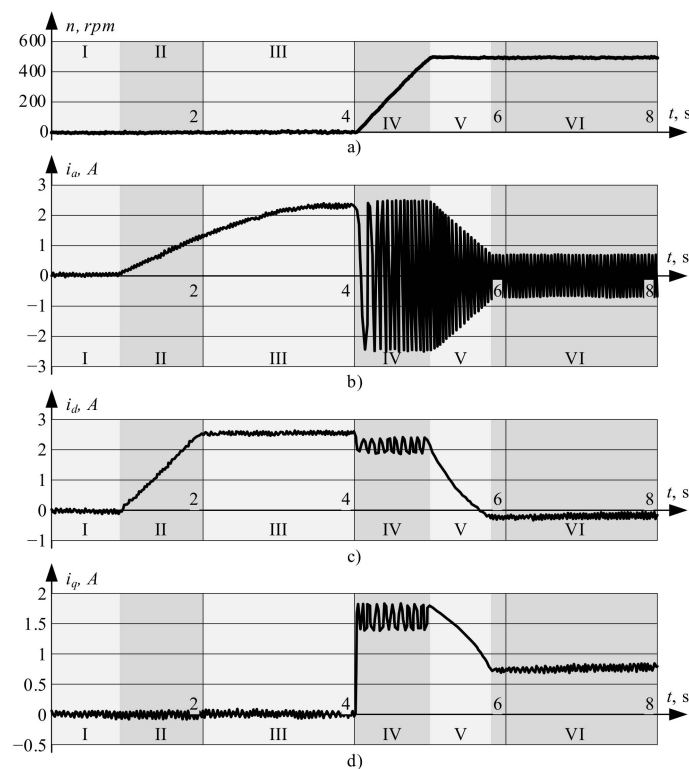 n, rpm
600
I II III
400
200
2 4 6 8 t, s
0
IV V VI
a)
i_a, A
3
2
1
t, s
0
2 4 6 8
−1
−2
I II III IV V VI
−3
b)
i_d, A
3
2
1
2 4 6 8 t, s
0
I II III IV V VI
−1
c)
i_q, A
2
1.5
1
0.5
2 4 6 8 t, s
0
I II III IV V VI
−0.5
d)